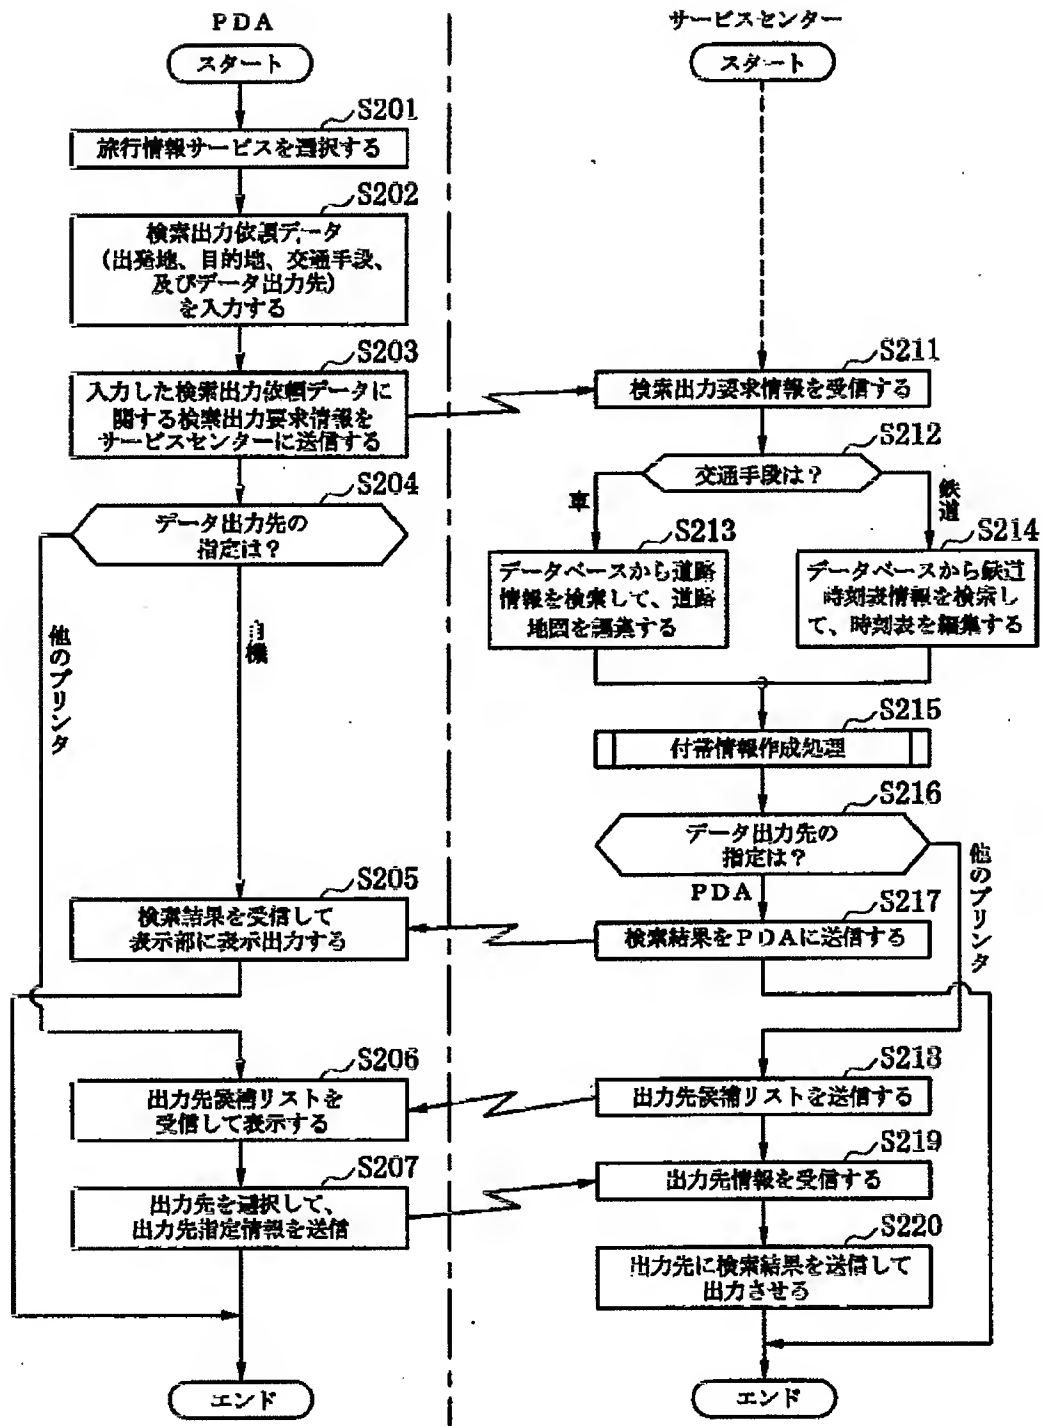 PDA
スタート
S201
旅行情報サービスを選択する
S202
検索出力依頼データ
(出発地、目的地、交通手段、
及びデータ出力先)
を入力する
S203
入力した検索出力依頼データに
関する検索出力要求情報を
サービスセンターに送信する
S204
データ出力先の
指定は?
他のプリンタ
自機
S205
検索結果を受信して
表示部に表示出力する
S206
出力先候補リストを
受信して表示する
S207
出力先を選択して、
出力先指定情報を送信
エンド
サービスセンター
スタート
S211
検索出力要求情報を受信する
S212
交通手段は?
車
鉄道
S213
データベースから道路
情報を検索して、道路
地図を編集する
S214
データベースから鉄道
時刻表情報を検索し
て、時刻表を編集する
S215
付帯情報作成処理
S216
データ出力先の
指定は?
PDA
他のプリンタ
S217
検索結果をPDAに送信する
S218
出力先候補リストを送信する
S219
出力先情報を受信する
S220
出力先に検索結果を送信して
出力させる
エンド